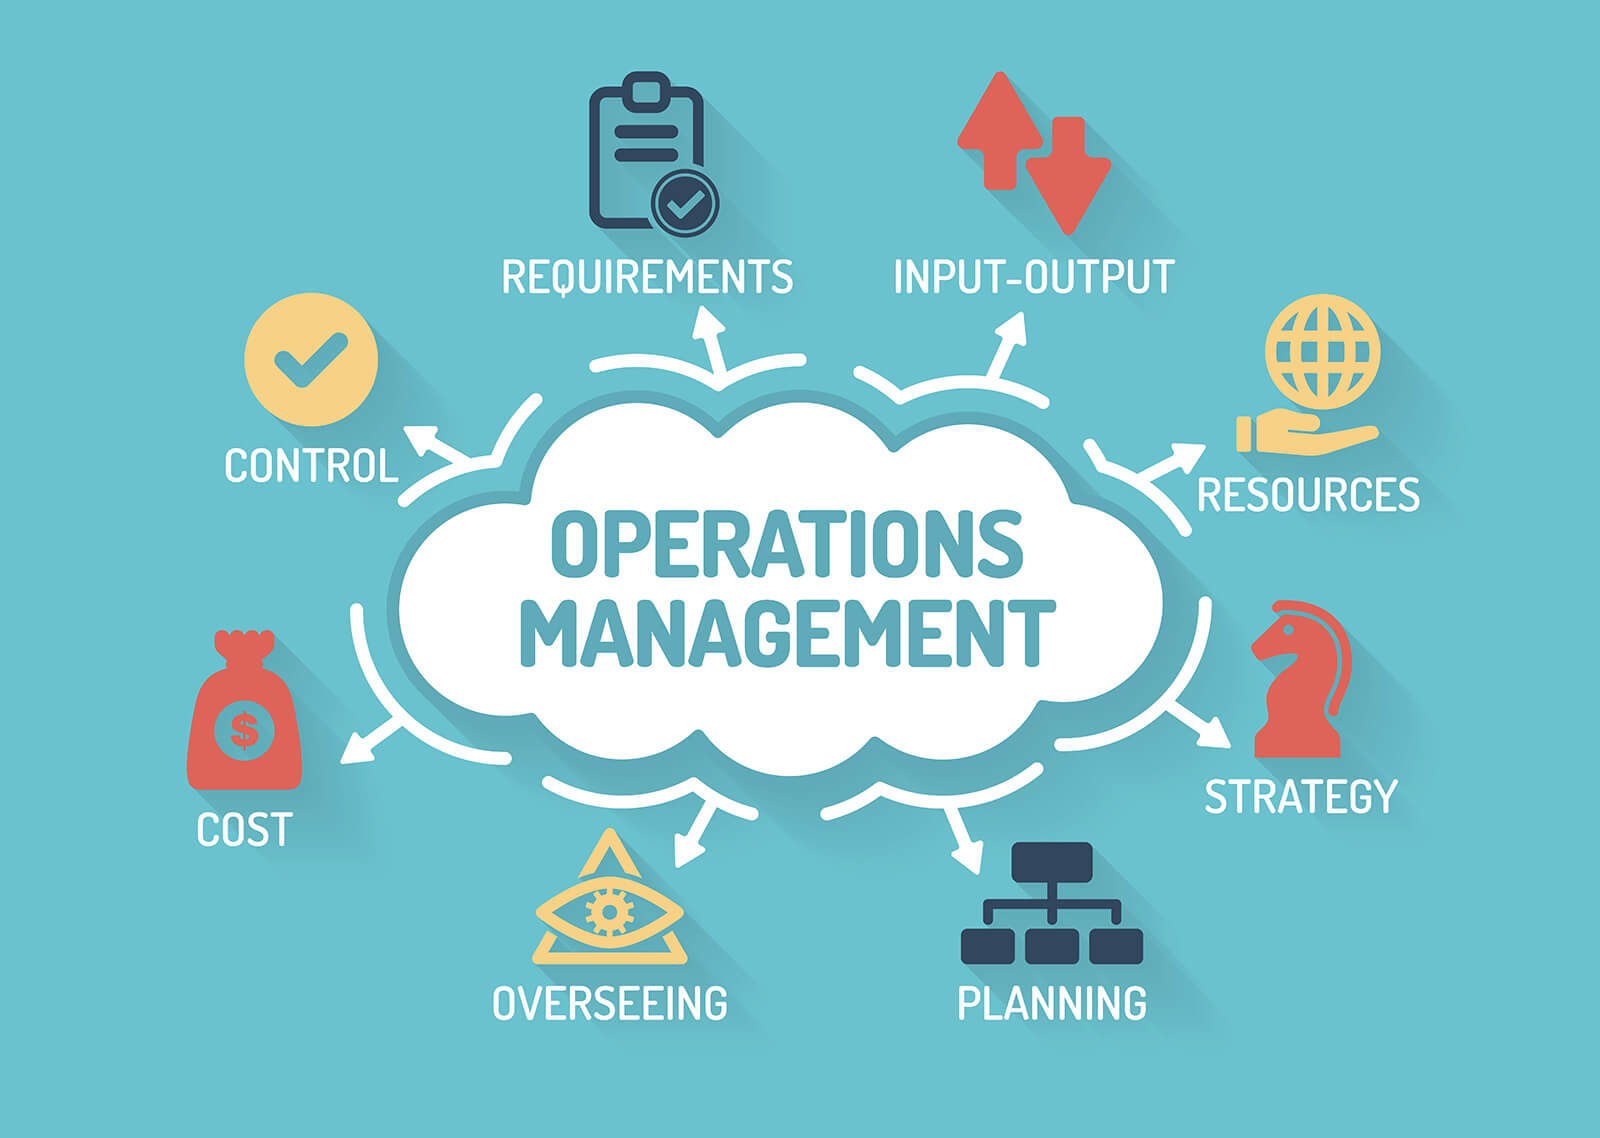 REQUIREMENTS
INPUT-OUTPUT
CONTROL
RESOURCES
OPERATIONS
MANAGEMENT
$
STRATEGY
COST
OVERSEEING
PLANNING